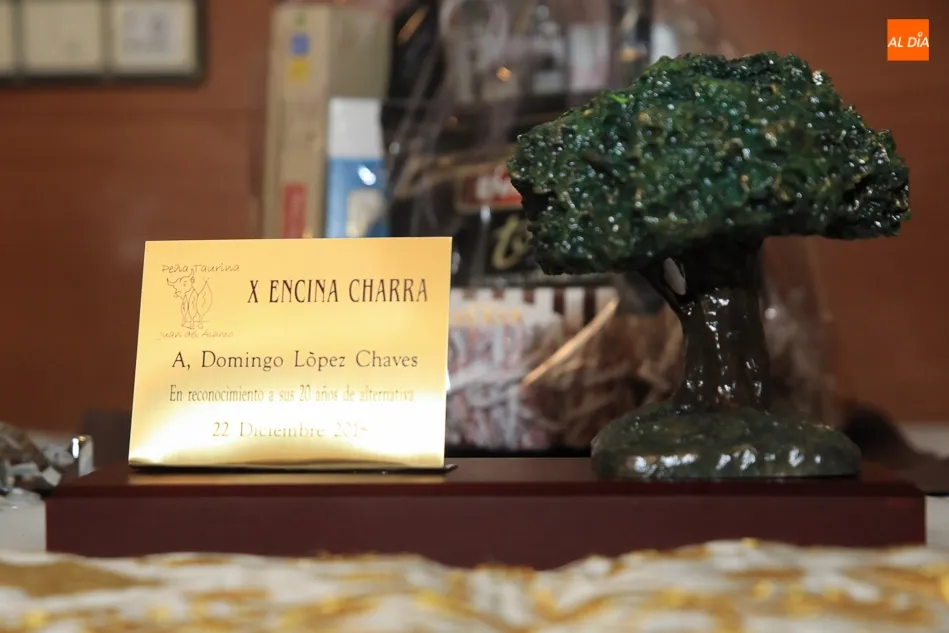 AL DÍA
Peña Taurina
Juan del Álamo
X ENCINA CHARRA
A, Domingo Lõpez Chaves
En reconocimiento a sus 20 años de alternativa
22 Diciembre